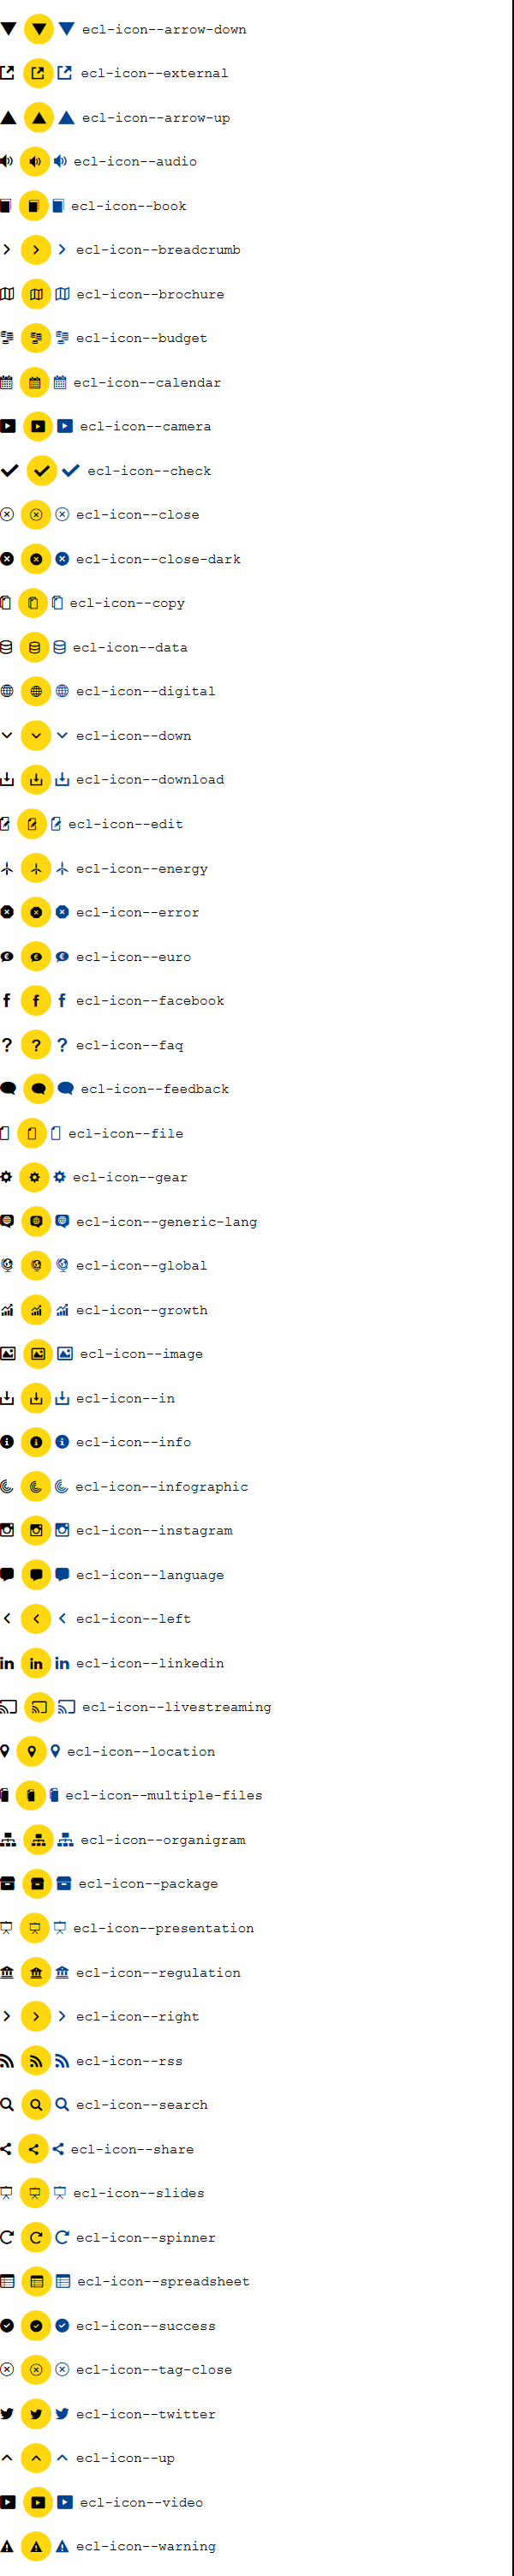 ecl-icon--arrow-down
ecl-icon--external
ecl-icon--arrow-up
ecl-icon--audio
ecl-icon--book
ecl-icon--breadcrumb
ecl-icon--brochure
ecl-icon--budget
ecl-icon--calendar
ecl-icon--camera
ecl-icon--check
ecl-icon--close
ecl-icon--close-dark
ecl-icon--copy
ecl-icon--data
ecl-icon--digital
ecl-icon--down
ecl-icon--download
ecl-icon--edit
ecl-icon--energy
ecl-icon--error
ecl-icon--euro
ecl-icon--facebook
ecl-icon--faq
ecl-icon--feedback
ecl-icon--file
ecl-icon--gear
ecl-icon--generic-lang
ecl-icon--global
ecl-icon--growth
ecl-icon--image
ecl-icon--in
ecl-icon--info
ecl-icon--infographic
ecl-icon--instagram
ecl-icon--language
ecl-icon--left
ecl-icon--linkedin
ecl-icon--livestreaming
ecl-icon--location
ecl-icon--multiple-files
ecl-icon--organigram
ecl-icon--package
ecl-icon--presentation
ecl-icon--regulation
ecl-icon--right
ecl-icon--rss
ecl-icon--search
ecl-icon--share
ecl-icon--slides
ecl-icon--spinner
ecl-icon--spreadsheet
ecl-icon--success
ecl-icon--tag-close
ecl-icon--twitter
ecl-icon--up
ecl-icon--video
ecl-icon--warning